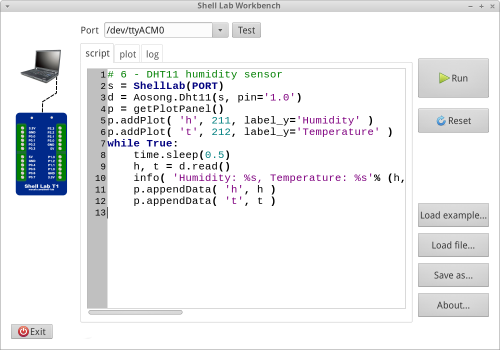 Shell Lab Workbench
Port /dev/ttyACM0 Test
script plot log
1 # 6 - DHT11 humidity sensor
2 s = ShellLab(PORT)
3 d = Aosong.Dht11(s, pin='1.0')
4 p = getPlotPanel()
5 p.addPlot( 'h', 211, label_y='Humidity' )
6 p.addPlot( 't', 212, label_y='Temperature' )
7 while True:
8 time.sleep(0.5)
9 h, t = d.read()
10 info( 'Humidity: %s, Temperature: %s'% (h,
11 p.appendData( 'h', h )
12 p.appendData( 't', t )
13
Shell Lab T1
Run
Reset
Load example...
Load file...
Save as...
About...
Exit